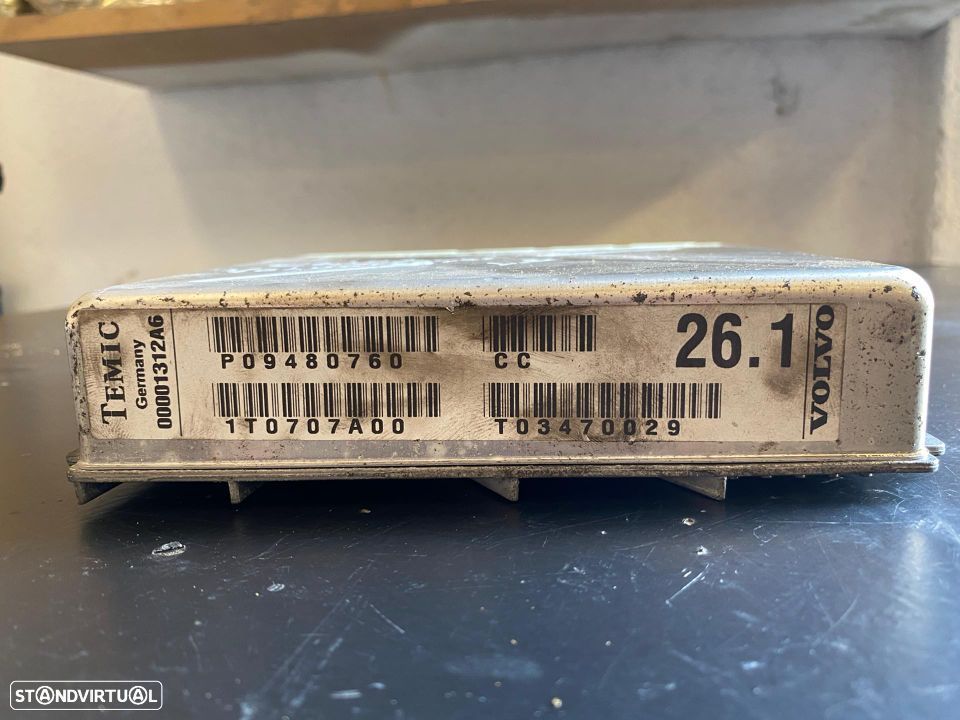 TEMIC
Germany
00001312A6
P09480760
CC
26.1
1T0707A00
T03470029
VOLVO
STANDVIRTUAL